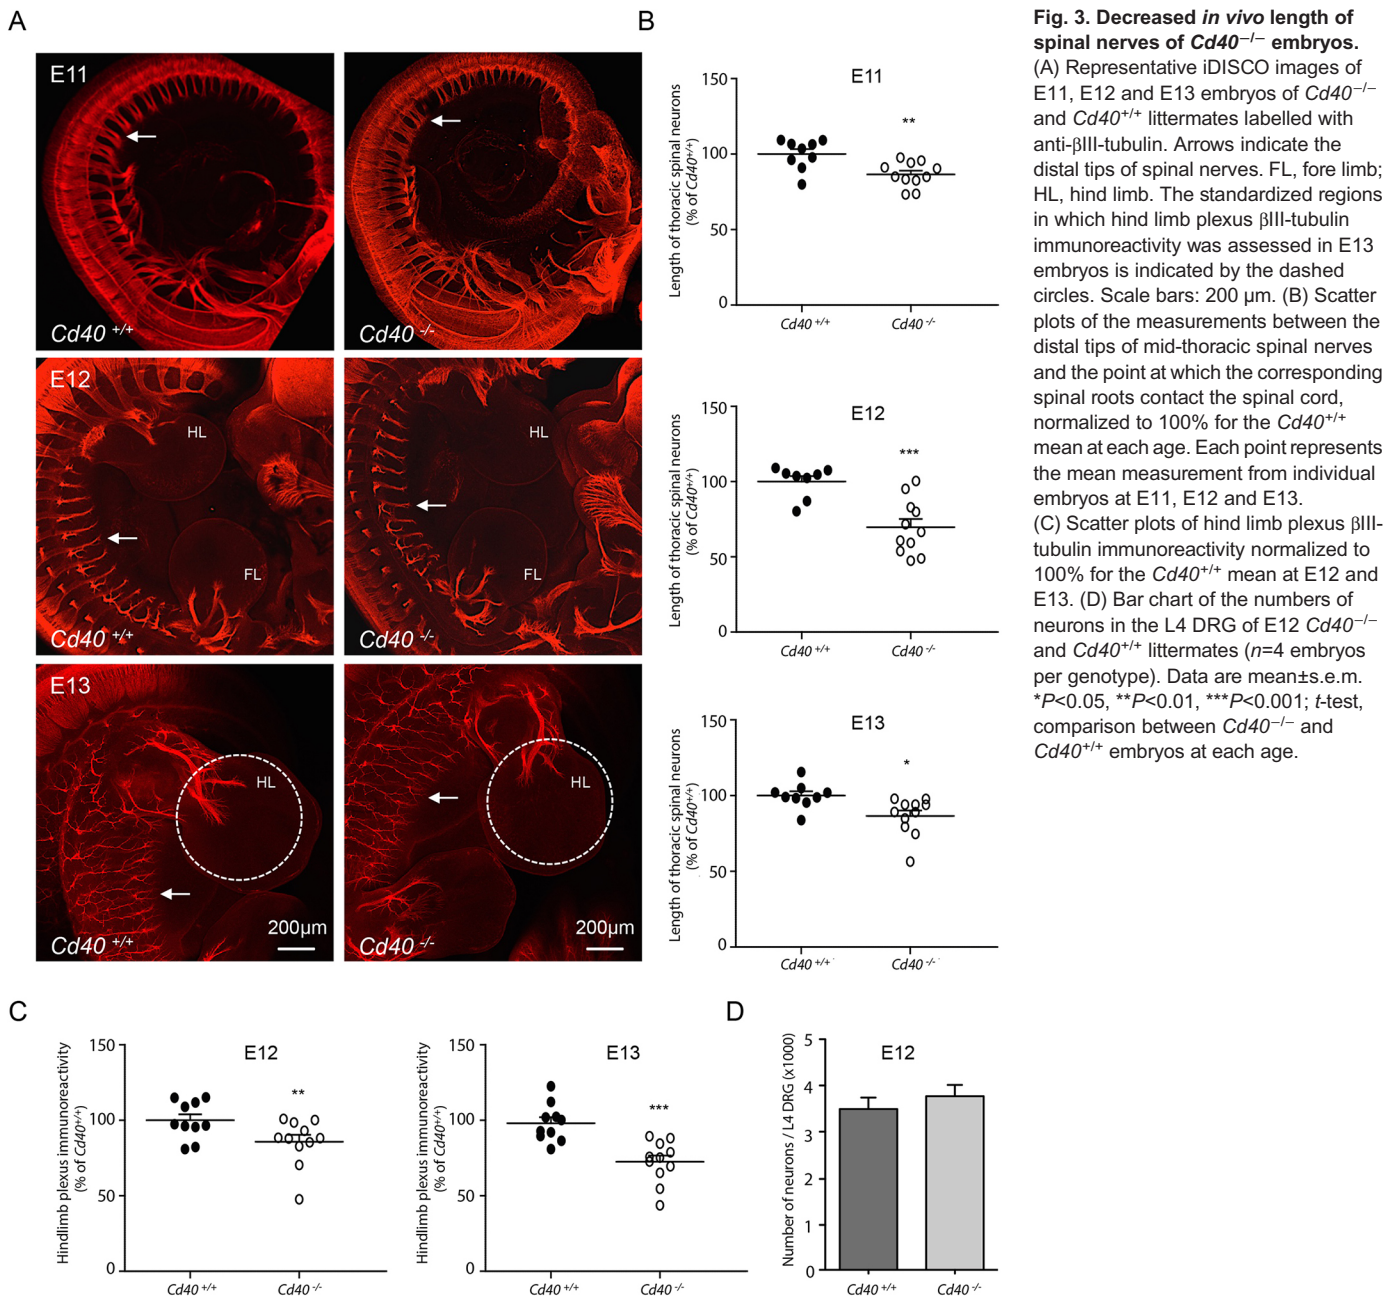 A
E11
Cd40 +/+
Cd40 -/-
E12
HL
FL
Cd40 +/+
HL
FL
Cd40 -/-
E13
HL
200µm
Cd40 +/+
HL
200µm
Cd40 -/-
B
E11
150
100
50
0
Length of thoracic spinal neurons
(% of Cd40+/+)
**
Cd40 +/+
Cd40 -/-
E12
150
100
50
0
Length of thoracic spinal neurons
(% of Cd40+/+)
***
Cd40 +/+
Cd40 -/-
E13
150
100
50
0
Length of thoracic spinal neurons
(% of Cd40+/+)
*
Cd40 +/+
Cd40 -/-
Fig. 3. Decreased in vivo length of
spinal nerves of Cd40−/− embryos.
(A) Representative iDISCO images of
E11, E12 and E13 embryos of Cd40−/−
and Cd40+/+ littermates labelled with
anti-βIII-tubulin. Arrows indicate the
distal tips of spinal nerves. FL, fore limb;
HL, hind limb. The standardized regions
in which hind limb plexus βIII-tubulin
immunoreactivity was assessed in E13
embryos is indicated by the dashed
circles. Scale bars: 200 µm. (B) Scatter
plots of the measurements between the
distal tips of mid-thoracic spinal nerves
and the point at which the corresponding
spinal roots contact the spinal cord,
normalized to 100% for the Cd40+/+
mean at each age. Each point represents
the mean measurement from individual
embryos at E11, E12 and E13.
(C) Scatter plots of hind limb plexus βIII-
tubulin immunoreactivity normalized to
100% for the Cd40+/+ mean at E12 and
E13. (D) Bar chart of the numbers of
neurons in the L4 DRG of E12 Cd40−/−
and Cd40+/+ littermates (n=4 embryos
per genotype). Data are mean±s.e.m.
*P<0.05, **P<0.01, ***P<0.001; t-test,
comparison between Cd40−/− and
Cd40+/+ embryos at each age.
C
E12
150
100
50
0
Hindlimb plexus immunoreactivity
(% of Cd40+/+)
**
Cd40 +/+
Cd40 -/-
E13
150
100
50
0
Hindlimb plexus immunoreactivity
(% of Cd40+/+)
***
Cd40 +/+
Cd40 -/-
D
E12
5
4
3
2
1
0
Number of neurons / L4 DRG (x1000)
Cd40 +/+
Cd40 -/-